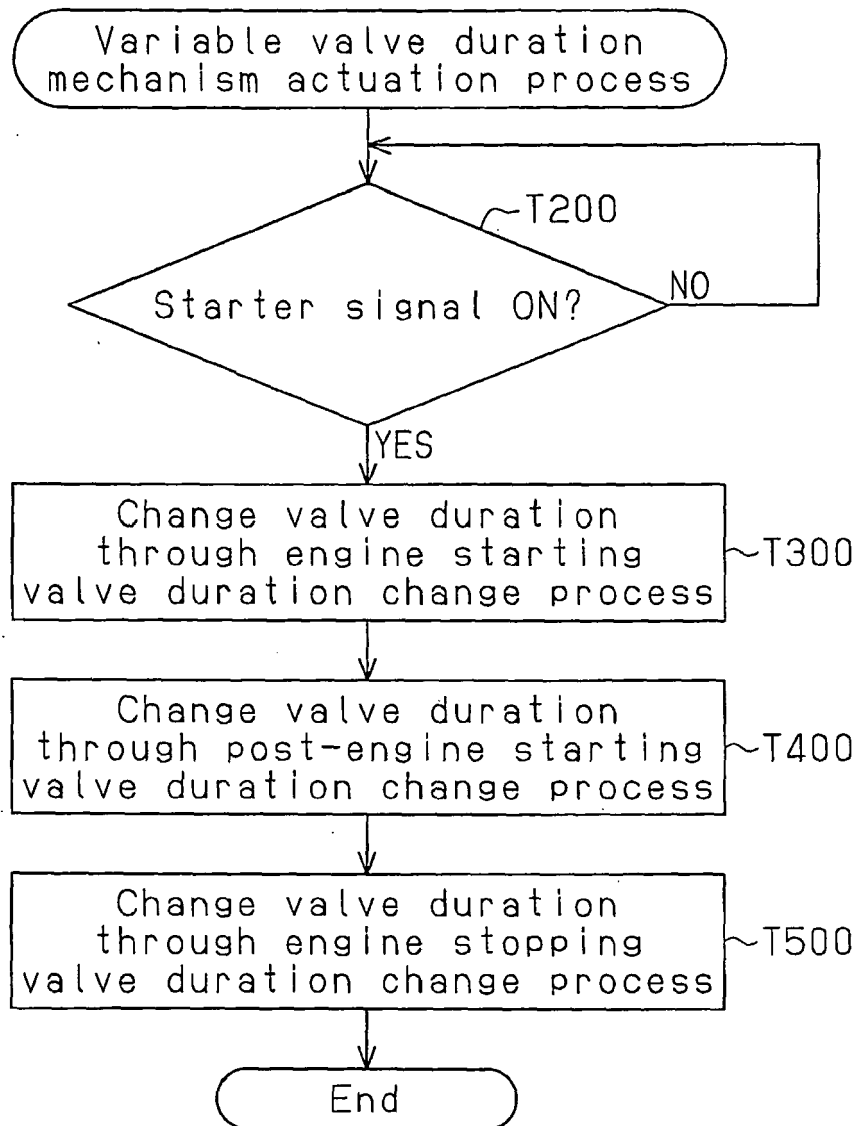 Variable valve duration
mechanism actuation process
T200
Starter signal ON?
NO
YES
Change valve duration
through engine starting
valve duration change process
T300
Change valve duration
through post-engine starting
valve duration change process
T400
Change valve duration
through engine stopping
valve duration change process
T500
End